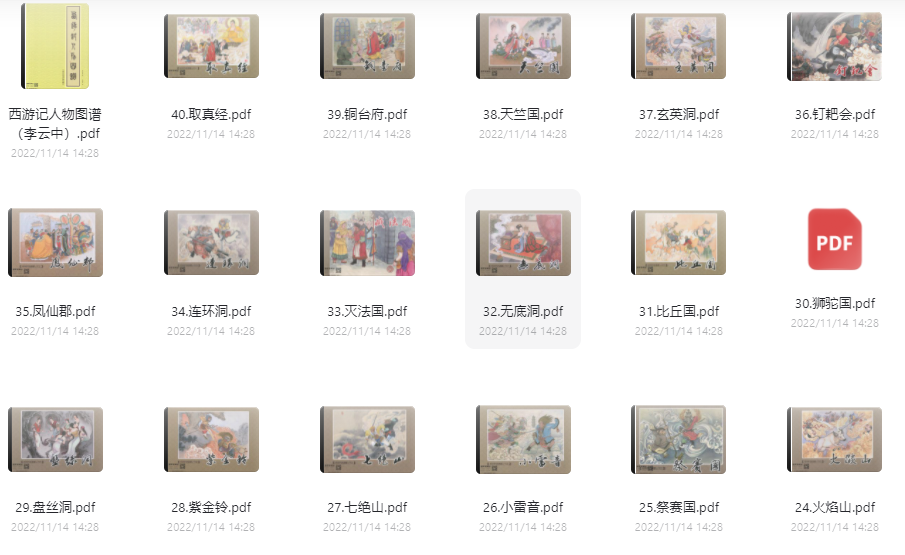 西游记人物图谱
（李云中）.pdf
2022/11/14 14:28
40.取真经.pdf
2022/11/14 14:28
39.铜台府.pdf
2022/11/14 14:28
38.天竺国.pdf
2022/11/14 14:28
37.玄英洞.pdf
2022/11/14 14:28
36.钉耙会.pdf
2022/11/14 14:28
35.凤仙郡.pdf
2022/11/14 14:28
34.连环洞.pdf
2022/11/14 14:28
33.灭法国.pdf
2022/11/14 14:28
32.无底洞.pdf
2022/11/14 14:28
31.比丘国.pdf
2022/11/14 14:28
PDF
30.狮驼国.pdf
2022/11/14 14:28
29.盘丝洞.pdf
2022/11/14 14:28
28.紫金铃.pdf
2022/11/14 14:28
27.七绝山.pdf
2022/11/14 14:28
26.小雷音.pdf
2022/11/14 14:28
25.祭赛国.pdf
2022/11/14 14:28
24.火焰山.pdf
2022/11/14 14:28